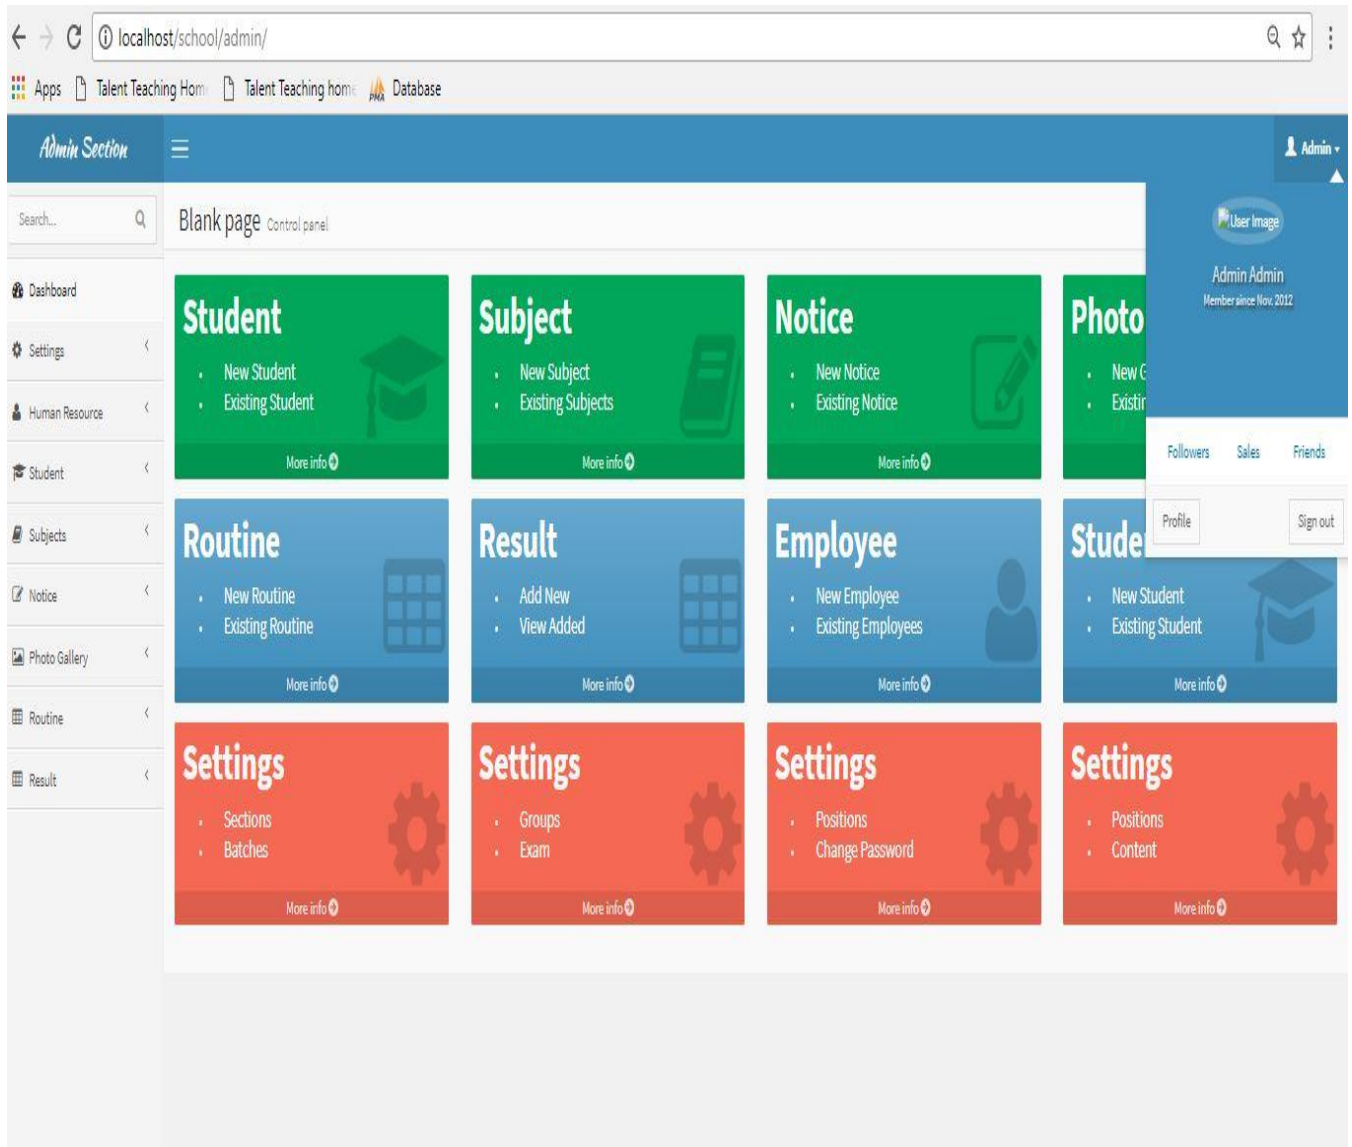 localhost/school/admin/
Apps Talent Teaching Hom Talent Teaching home Database
Admin Section
Admin
Search...
Blank page Control panel
User Image
Admin Admin
Member since Nov. 2012
Followers Sales Friends
Profile Sign out
Dashboard
Settings
Human Resource
Student
Subjects
Notice
Photo Gallery
Routine
Result
Student
• New Student
• Existing Student
More info
Subject
• New Subject
• Existing Subjects
More info
Notice
• New Notice
• Existing Notice
More info
Photo
• New G
• Existin
Routine
• New Routine
• Existing Routine
More info
Result
• Add New
• View Added
More info
Employee
• New Employee
• Existing Employees
More info
Stude
• New Student
• Existing Student
More info
Settings
• Sections
• Batches
More info
Settings
• Groups
• Exam
More info
Settings
• Positions
• Change Password
More info
Settings
• Positions
• Content
More info